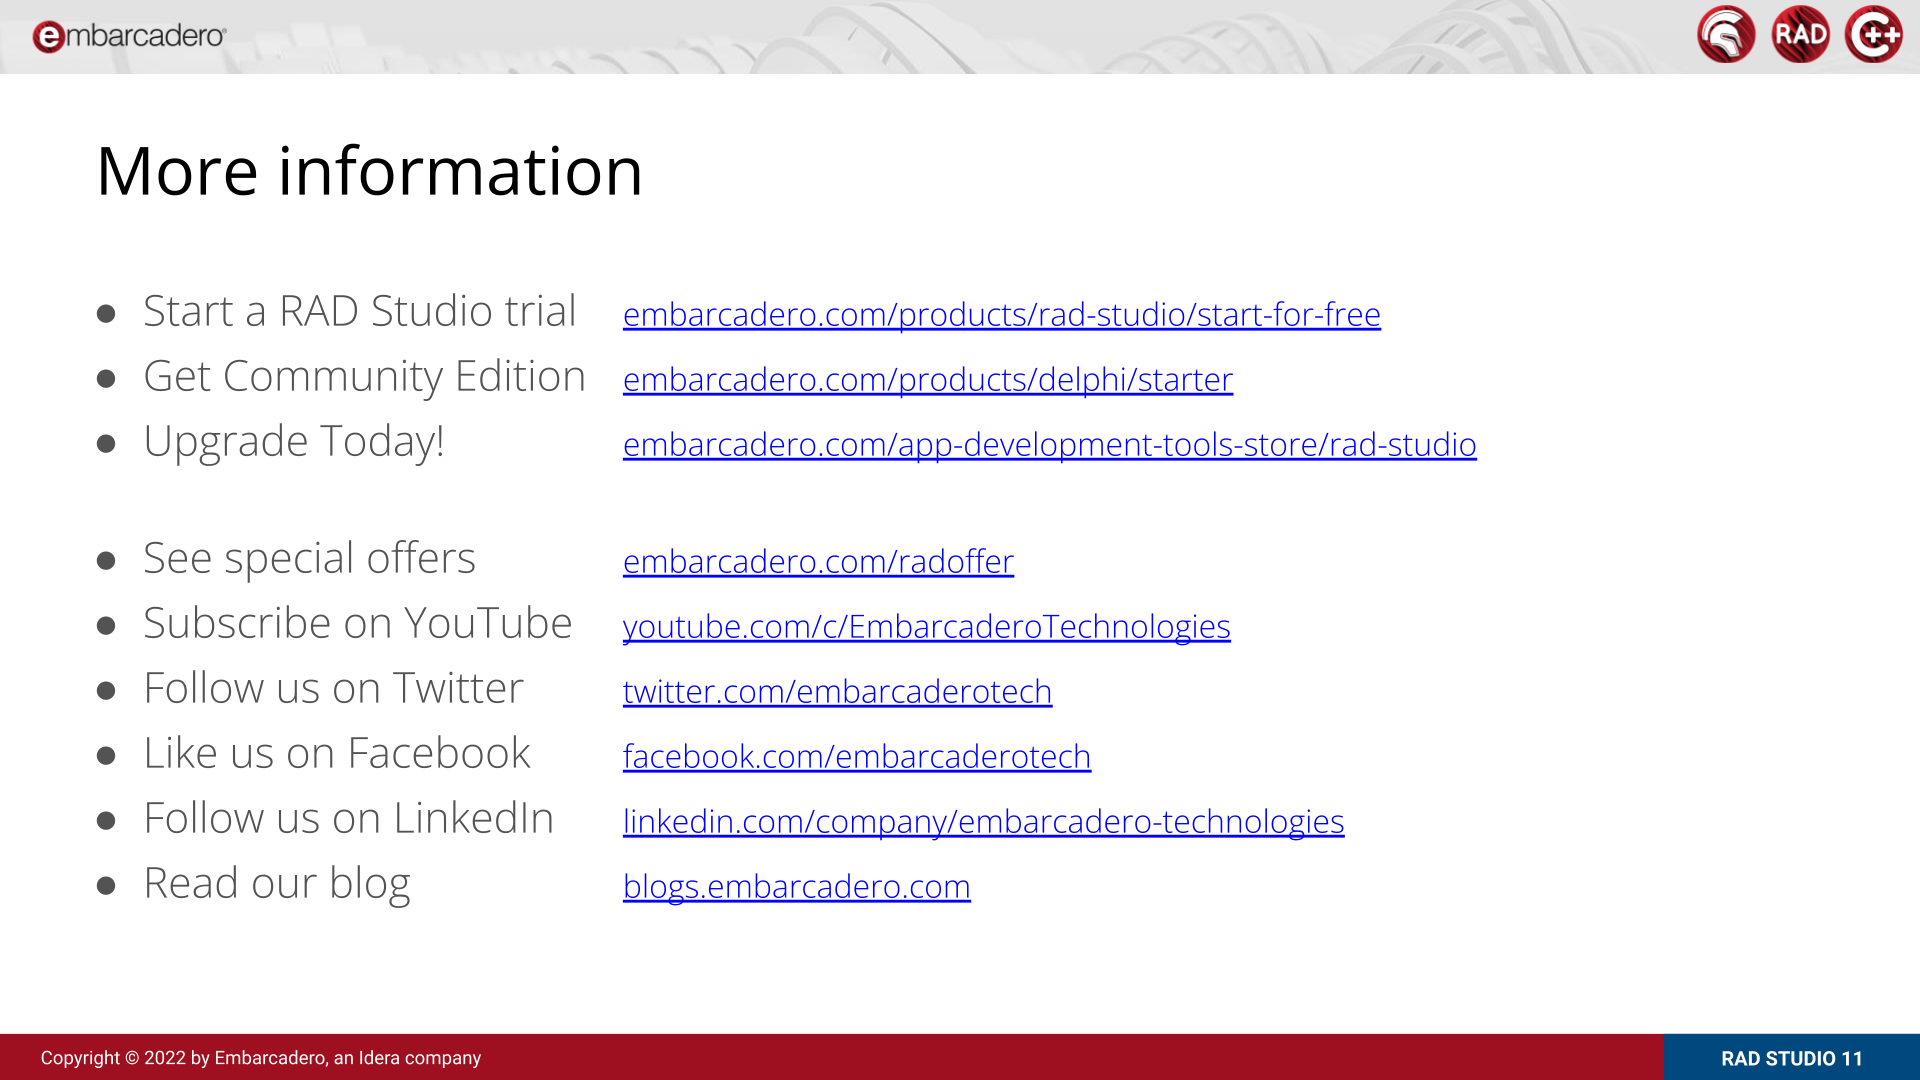 embarcadero®
RAD
C++
More information
● Start a RAD Studio trial embarcadero.com/products/rad-studio/start-for-free
● Get Community Edition embarcadero.com/products/delphi/starter
● Upgrade Today! embarcadero.com/app-development-tools-store/rad-studio
● See special offers embarcadero.com/radoffer
● Subscribe on YouTube youtube.com/c/EmbarcaderoTechnologies
● Follow us on Twitter twitter.com/embarcaderotech
● Like us on Facebook facebook.com/embarcaderotech
● Follow us on LinkedIn linkedin.com/company/embarcadero-technologies
● Read our blog blogs.embarcadero.com
Copyright © 2022 by Embarcadero, an Idera company
RAD STUDIO 11